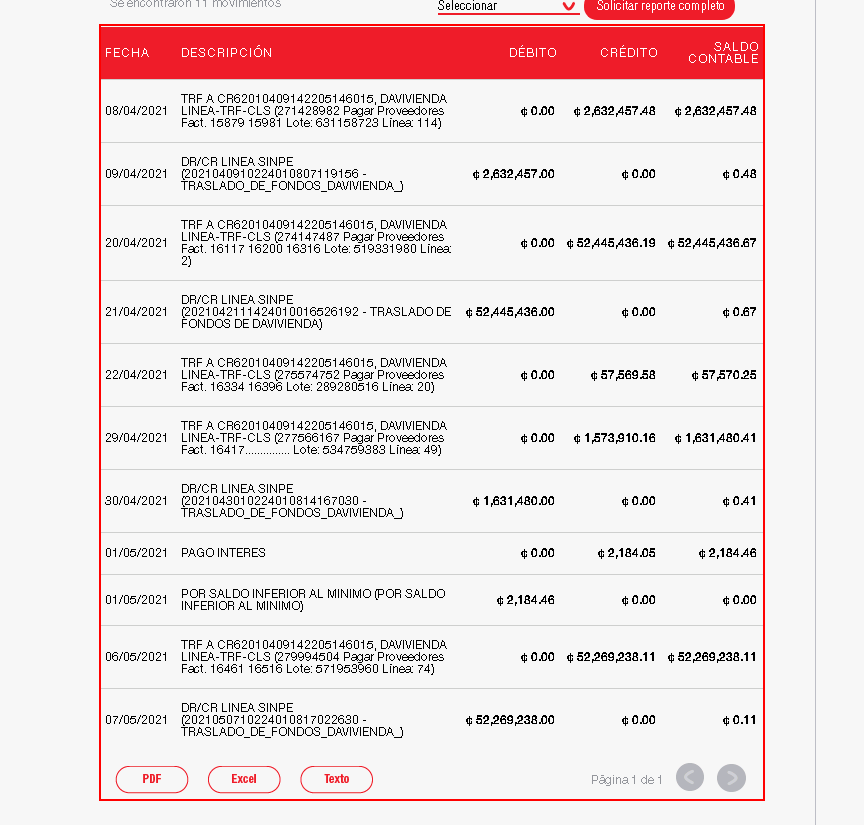 Se encontraron 11 movimientos
Seleccionar
Solicitar reporte completo
FECHA DESCRIPCIÓN DÉBITO CRÉDITO SALDO
CONTABLE
TRF A CR62010409142205146015, DAVIVIENDA
08/04/2021 LINEA-TRF-CLS (271428982 Pagar Proveedores ₡ 0.00 ₡ 2,632,457.48 ₡ 2,632,457.48
Fact. 15879 15981 Lote: 631158723 Linea: 114)
DR/CR LINEA SINPE
09/04/2021 (2021040910224010807119156 - ₡ 2,632,457.00 ₡ 0.00 ₡ 0.48
TRASLADO_DE_FONDOS_DAVIVIENDA_)
TRF A CR62010409142205146015, DAVIVIENDA
LINEA-TRF-CLS (274147487 Pagar Proveedores
20/04/2021 Fact. 16117 16200 16316 Lote: 519331980 Linea: ₡ 0.00 ₡ 52,445,436.19 ₡ 52,445,436.67
2)
DR/CR LINEA SINPE
21/04/2021 (2021042111424010016526192 - TRASLADO DE ₡ 52,445,436.00 ₡ 0.00 ₡ 0.67
FONDOS DE DAVIVIENDA)
TRF A CR62010409142205146015, DAVIVIENDA
22/04/2021 LINEA-TRF-CLS (275574752 Pagar Proveedores ₡ 0.00 ₡ 57,569.58 ₡ 57,570.25
Fact. 16334 16396 Lote: 289280516 Linea: 20)
TRF A CR62010409142205146015, DAVIVIENDA
29/04/2021 LINEA-TRF-CLS (277566167 Pagar Proveedores ₡ 0.00 ₡ 1,573,910.16 ₡ 1,631,480.41
Fact. 16417............... Lote: 534759383 Linea: 49)
DR/CR LINEA SINPE
30/04/2021 (2021043010224010814167030 - ₡ 1,631,480.00 ₡ 0.00 ₡ 0.41
TRASLADO_DE_FONDOS_DAVIVIENDA_)
01/05/2021 PAGO INTERES ₡ 0.00 ₡ 2,184.05 ₡ 2,184.46
01/05/2021 POR SALDO INFERIOR AL MINIMO (POR SALDO ₡ 2,184.46 ₡ 0.00 ₡ 0.00
INFERIOR AL MINIMO)
TRF A CR62010409142205146015, DAVIVIENDA
06/05/2021 LINEA-TRF-CLS (279994504 Pagar Proveedores ₡ 0.00 ₡ 52,269,238.11 ₡ 52,269,238.11
Fact. 16461 16516 Lote: 571953960 Linea: 74)
DR/CR LINEA SINPE
07/05/2021 (2021050710224010817022630 - ₡ 52,269,238.00 ₡ 0.00 ₡ 0.11
TRASLADO_DE_FONDOS_DAVIVIENDA_)
PDF Excel Texto Página 1 de 1